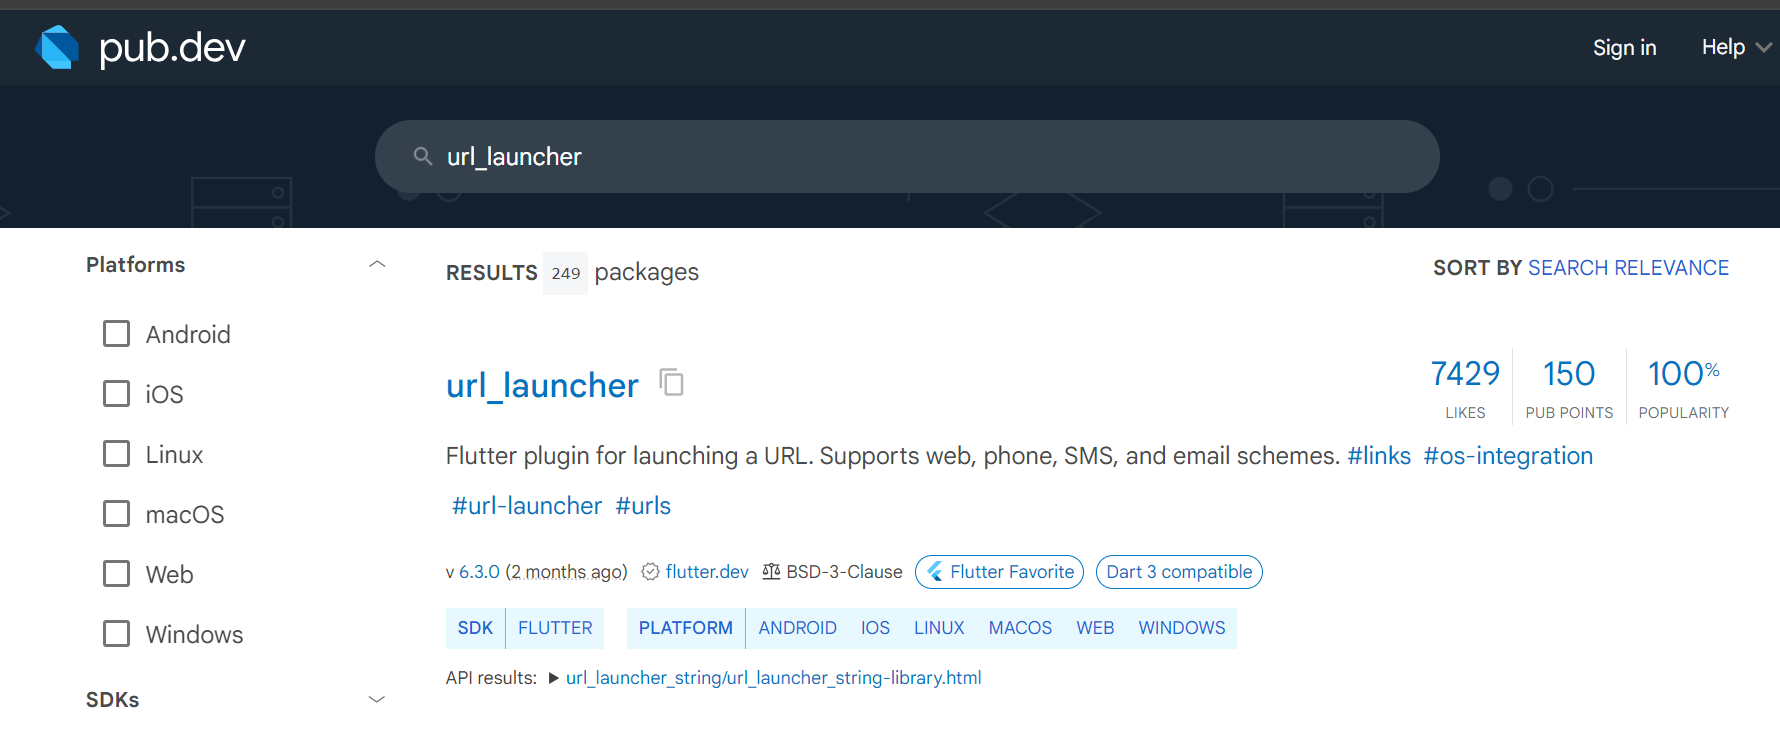 pub.dev
Sign in
Help
url_launcher
Platforms
Android
iOS
Linux
macOS
Web
Windows
SDKs
RESULTS 249 packages
SORT BY SEARCH RELEVANCE
url_launcher
7429 LIKES
150 PUB POINTS
100% POPULARITY
Flutter plugin for launching a URL. Supports web, phone, SMS, and email schemes. #links #os-integration
#url-launcher #urls
v 6.3.0 (2 months ago) flutter.dev BSD-3-Clause Flutter Favorite Dart 3 compatible
SDK FLUTTER PLATFORM ANDROID IOS LINUX MACOS WEB WINDOWS
API results: ▶ url_launcher_string/url_launcher_string-library.html